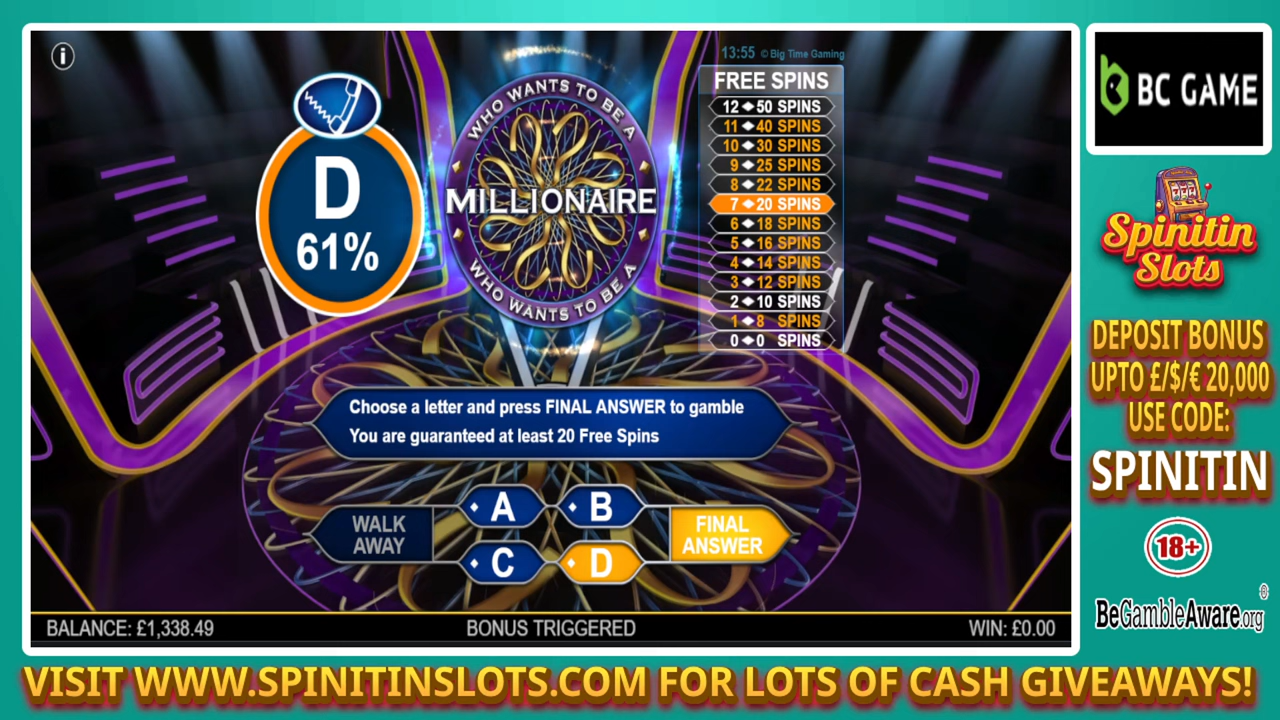 i
D
61%
WHO WANTS TO BE A
MILLIONAIRE
WHO WANTS TO BE A
13:55 © Big Time Gaming
FREE SPINS
12 ◆ 50 SPINS
11 ◆ 40 SPINS
10 ◆ 30 SPINS
9 ◆ 25 SPINS
8 ◆ 22 SPINS
7 ◆ 20 SPINS
6 ◆ 18 SPINS
5 ◆ 16 SPINS
4 ◆ 14 SPINS
3 ◆ 12 SPINS
2 ◆ 10 SPINS
1 ◆ 8 SPINS
0 ◆ 0 SPINS
Choose a letter and press FINAL ANSWER to gamble
You are guaranteed at least 20 Free Spins
WALK
AWAY
A
B
C
D
FINAL
ANSWER
BALANCE: £1,338.49
BONUS TRIGGERED
WIN: £0.00
BC GAME
Spinitin
Slots
DEPOSIT BONUS
UPTO £/$/€ 20,000
USE CODE:
SPINITIN
18+
BeGambleAware.org®
VISIT WWW.SPINITINSLOTS.COM FOR LOTS OF CASH GIVEAWAYS!